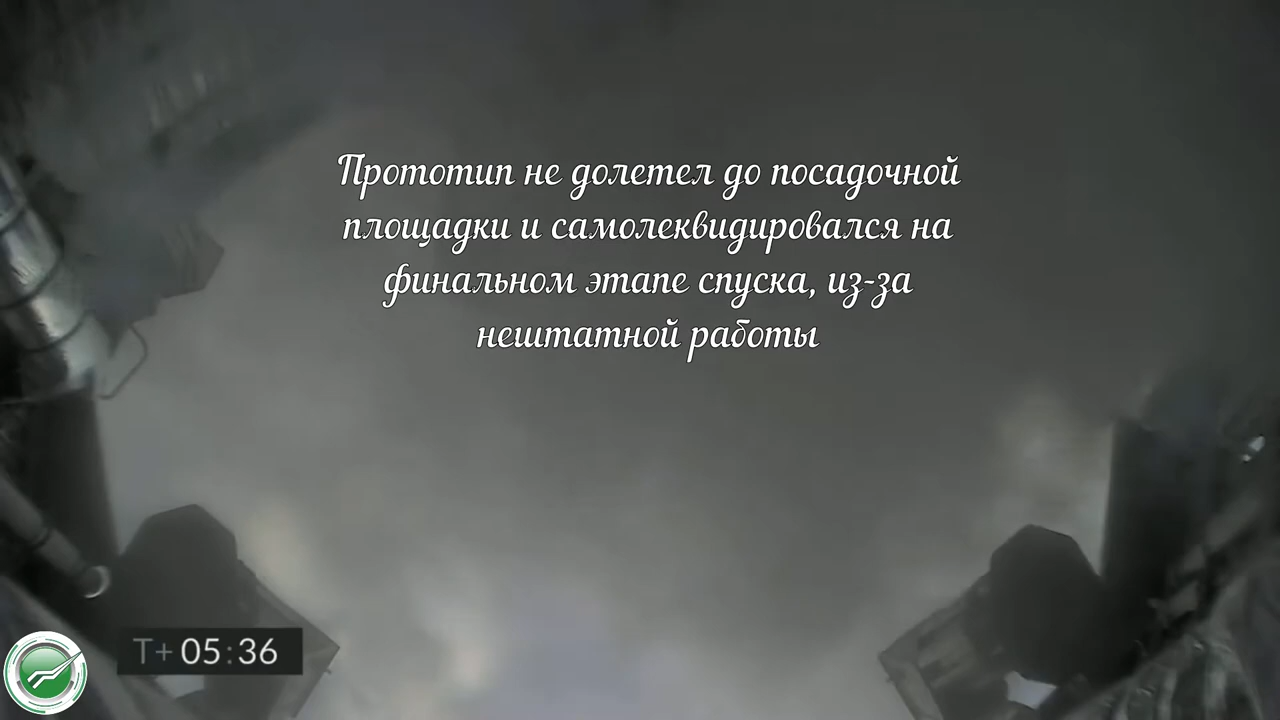 Прототип не долетел до посадочной
площадки и самолеквидировался на
финальном этапе спуска, из-за
нештатной работы
T+ 05:36